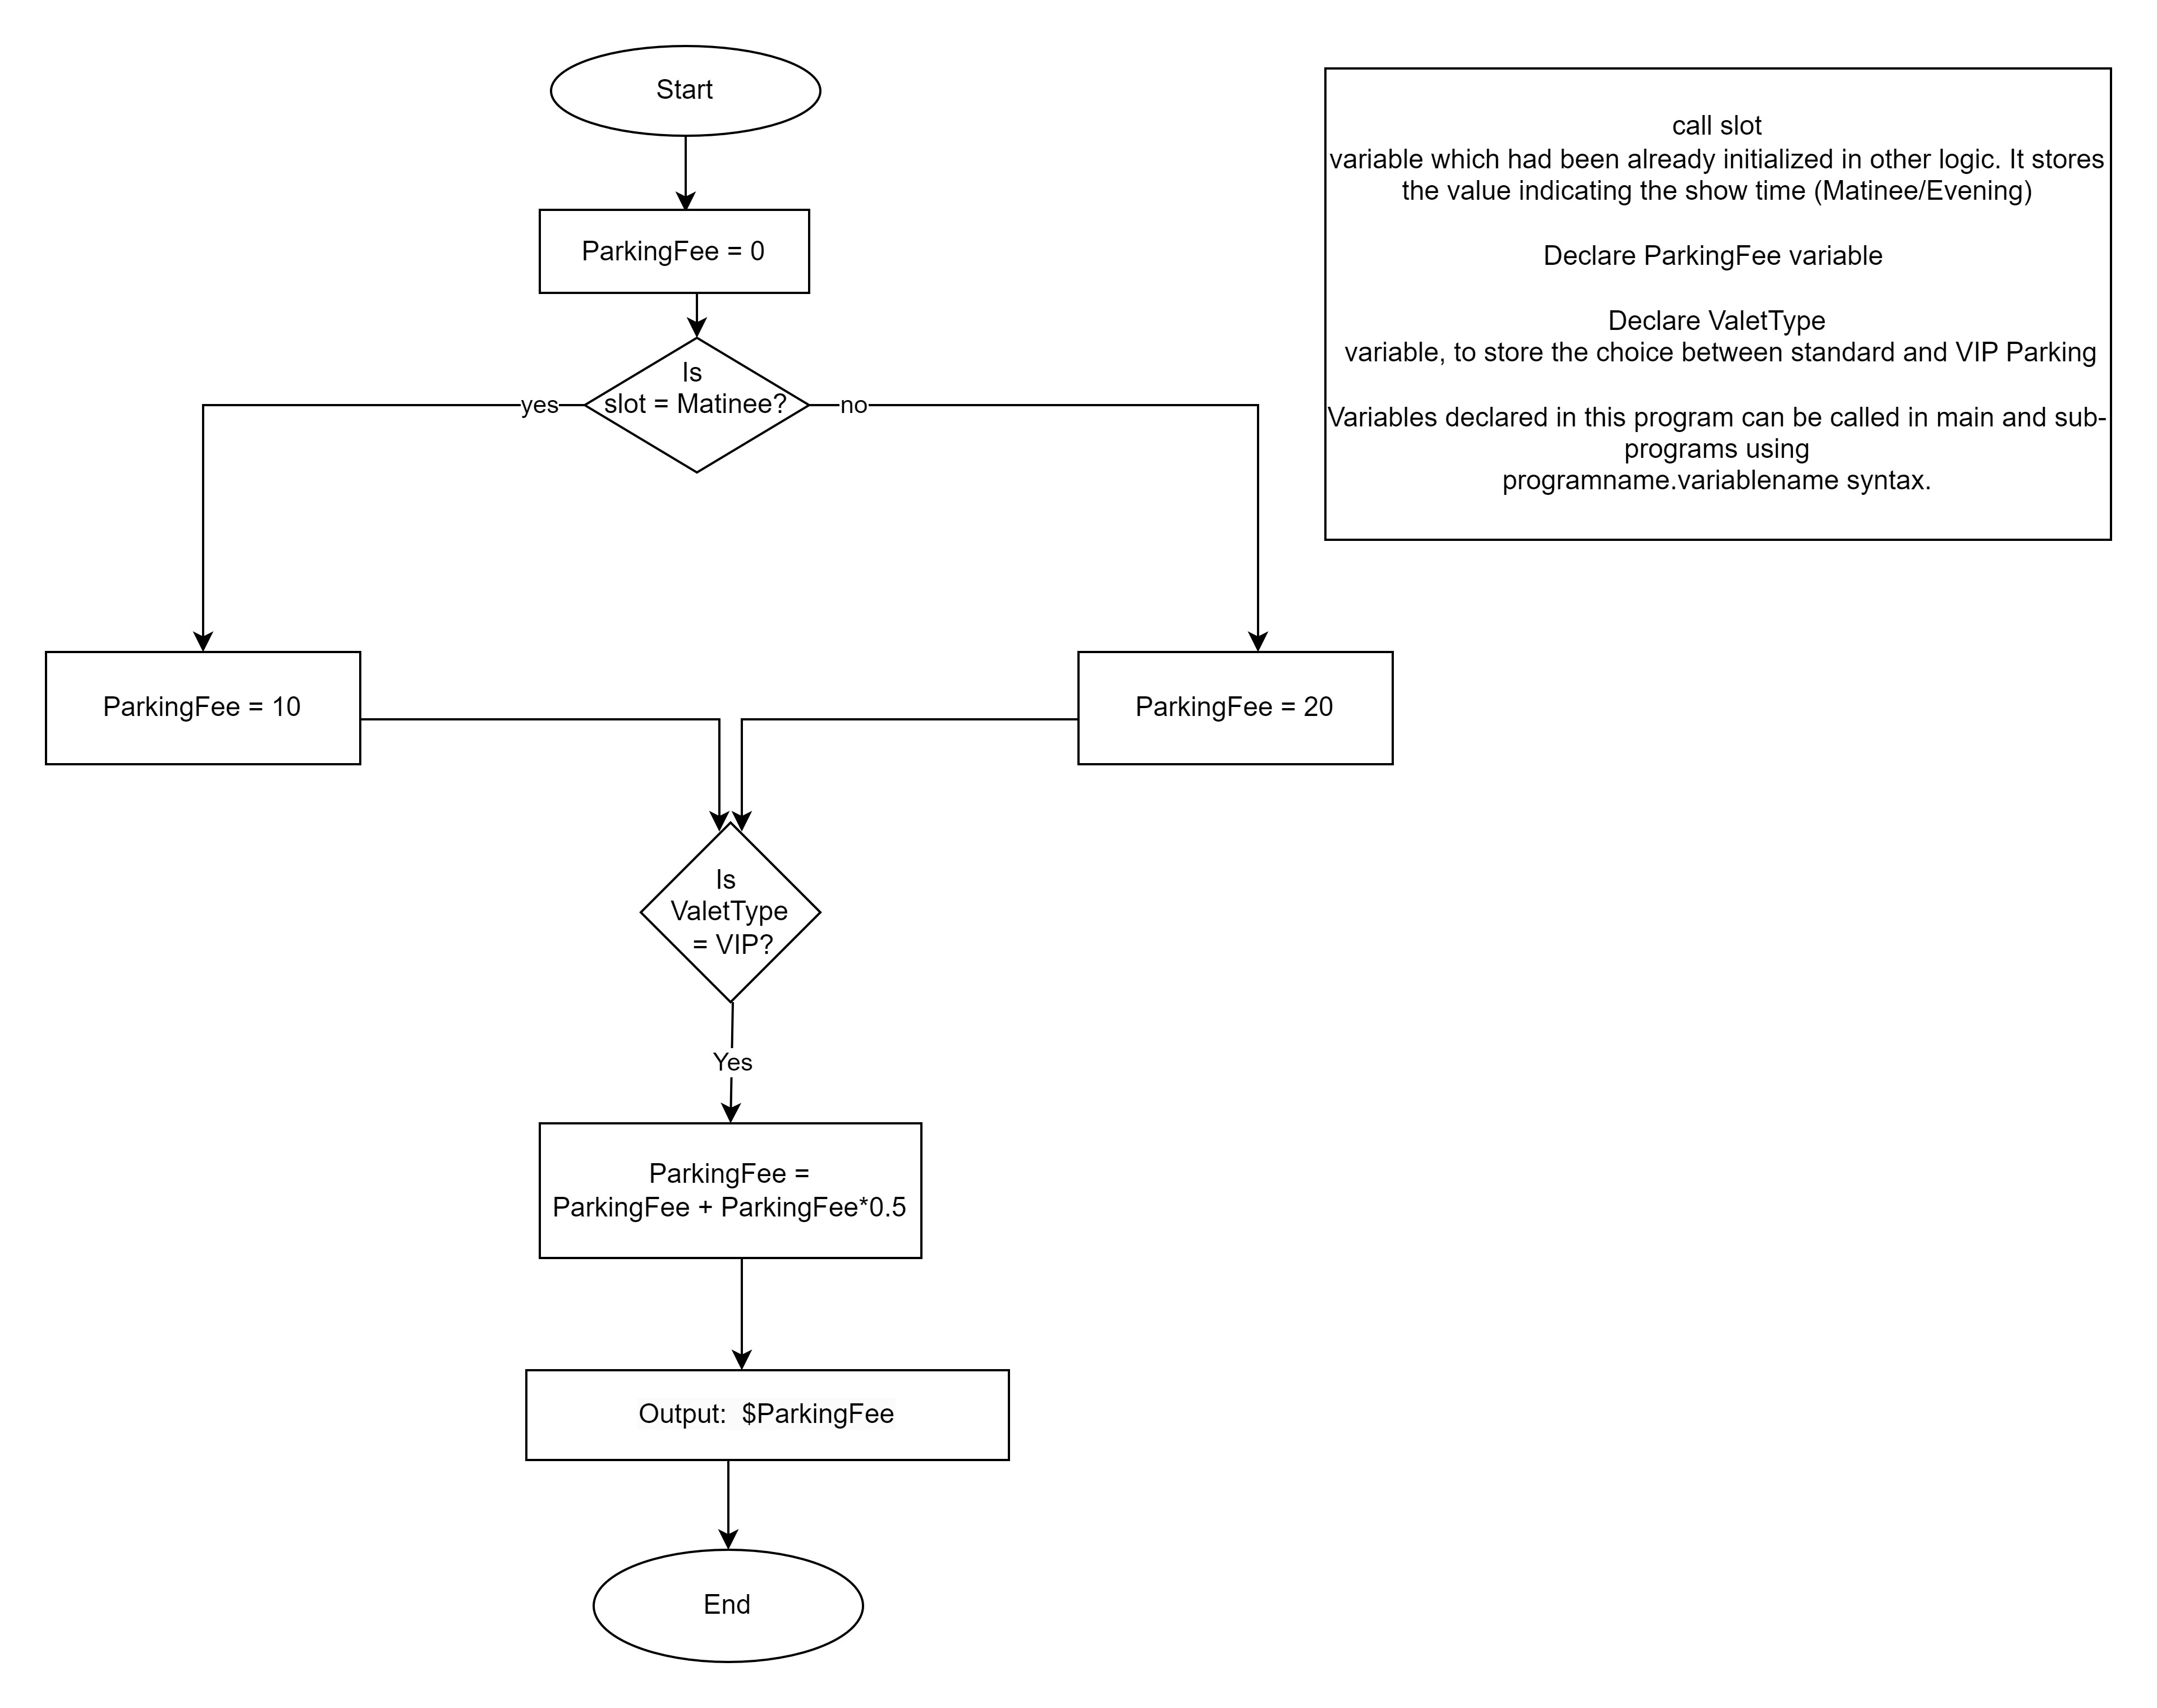 Start
ParkingFee = 0
Is
slot = Matinee?
yes
no
ParkingFee = 10
ParkingFee = 20
Is
ValetType
= VIP?
Yes
ParkingFee =
ParkingFee + ParkingFee*0.5
Output:  $ParkingFee
End
call slot
variable which had been already initialized in other logic. It stores
the value indicating the show time (Matinee/Evening)
Declare ParkingFee variable
Declare ValetType
variable, to store the choice between standard and VIP Parking
Variables declared in this program can be called in main and sub-
programs using
programname.variablename syntax.